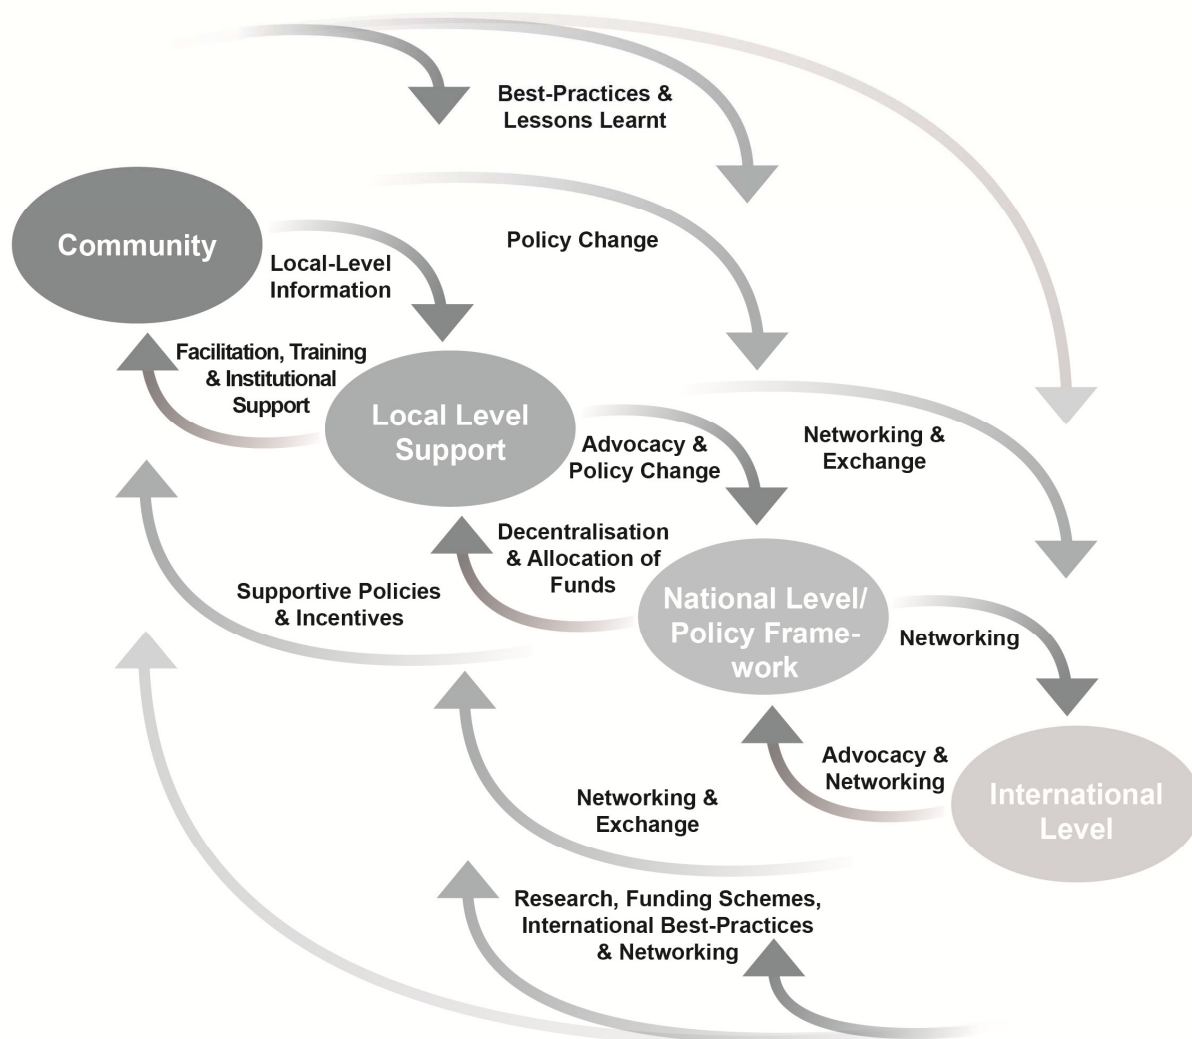 Best-Practices &
Lessons Learnt
Community
Policy Change
Local-Level
Information
Facilitation, Training
& Institutional
Support
Local Level
Support
Advocacy &
Policy Change
Networking &
Exchange
Decentralisation
& Allocation of
Funds
Supportive Policies
& Incentives
National Level/
Policy Frame-
work
Networking
Advocacy &
Networking
International
Level
Networking &
Exchange
Research, Funding Schemes,
International Best-Practices
& Networking